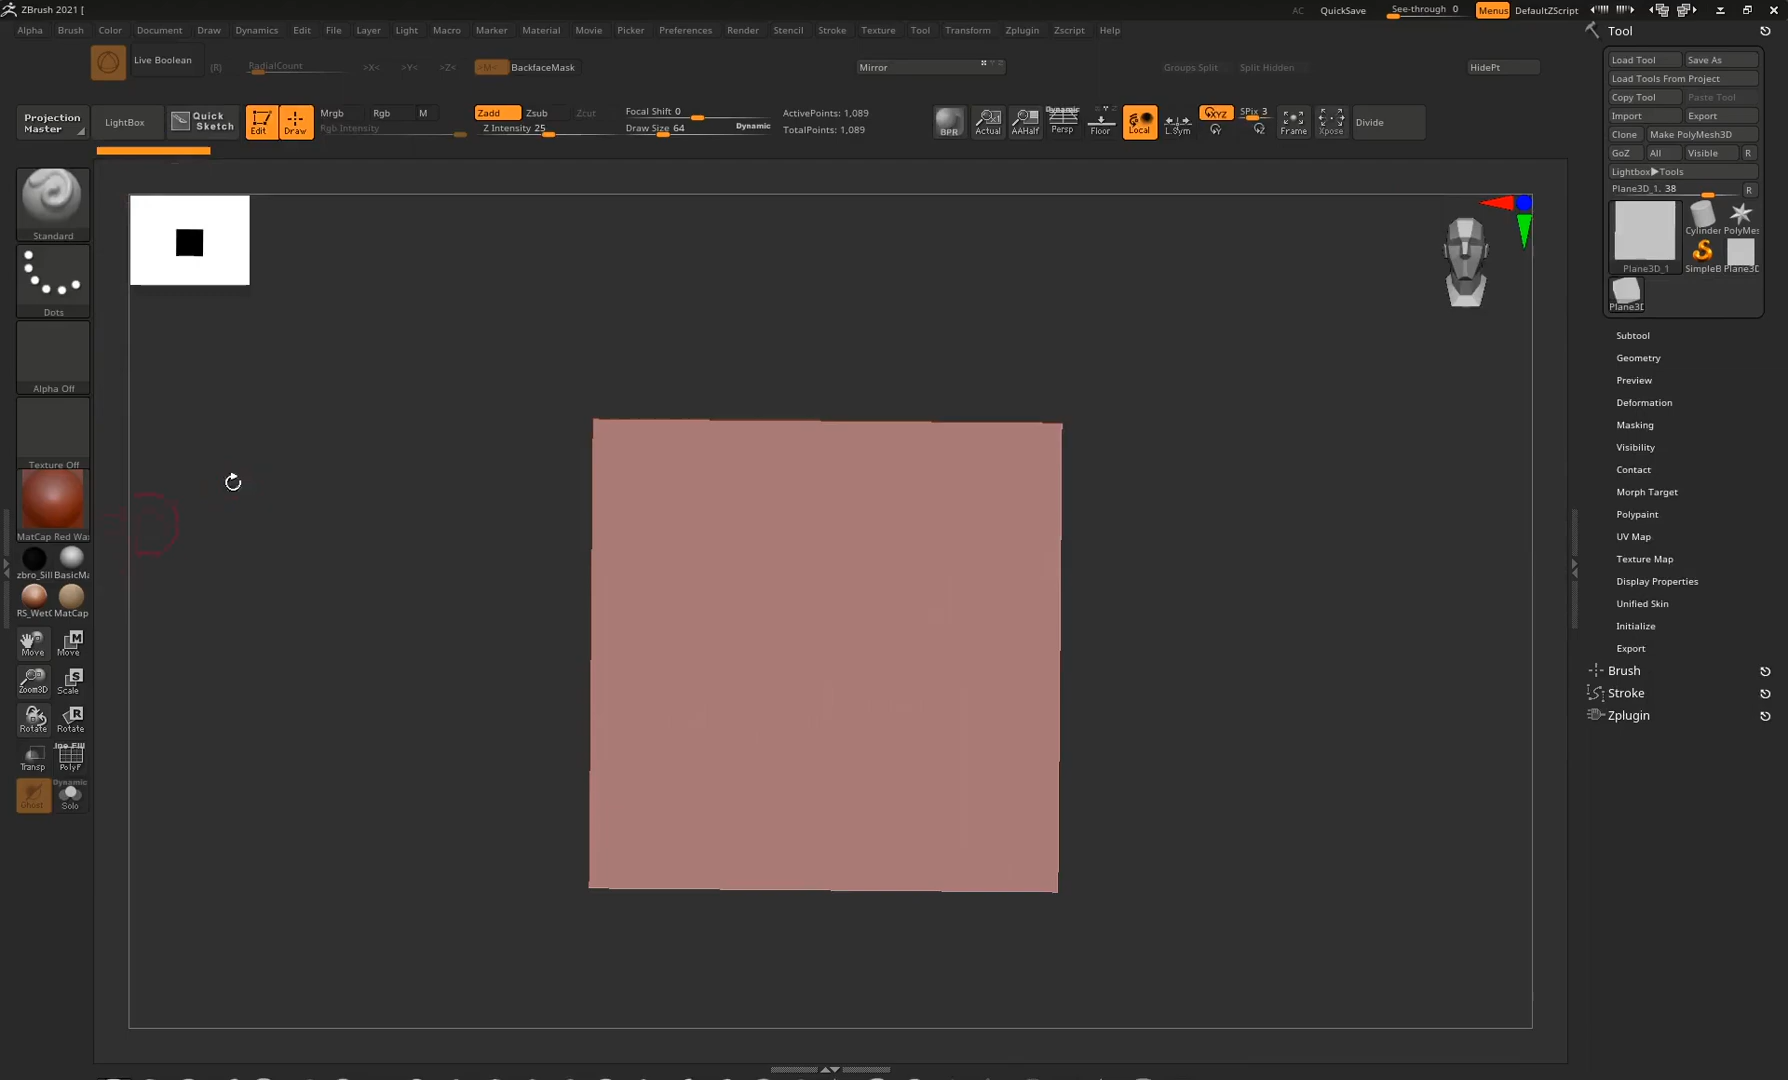 ZBrush 2021 [
AC QuickSave See-through 0 Menus DefaultZScript
Alpha Brush Color Document Draw Dynamics Edit File Layer Light Macro Marker Material Movie Picker Preferences Render Stencil Stroke Texture Tool Transform Zplugin Zscript Help
Live Boolean (R) RadialCount >X< >Y< >Z< >M< BackfaceMask Mirror Groups Split Split Hidden HidePt
Projection Master
LightBox
Quick Sketch
Edit
Draw
Mrgb Rgb M
Rgb Intensity
Zadd Zsub Zcut
Z Intensity 25
Focal Shift 0
Draw Size 64
Dynamic
ActivePoints: 1,089
TotalPoints: 1,089
BPR
Actual
AAHalf
Dynamic
Persp
Floor
Local
L.Sym
XYZ
SPix 3
Frame
Xpose
Divide
Standard
Dots
Alpha Off
Texture Off
MatCap Red Wa
zbro_Sil BasicMa
RS_WetC MatCap
Move Move
Zoom3D Scale
Rotate Rotate
Transp
ine Fill
PolyF
Ghost
Dynamic
Solo
Tool
Load Tool Save As
Load Tools From Project
Copy Tool Paste Tool
Import Export
Clone Make PolyMesh3D
GoZ All Visible R
Lightbox▶Tools
Plane3D_1. 38 R
Plane3D_1
Cylinder PolyMes
SimpleB Plane3D
Plane3D
Subtool
Geometry
Preview
Deformation
Masking
Visibility
Contact
Morph Target
Polypaint
UV Map
Texture Map
Display Properties
Unified Skin
Initialize
Export
Brush
Stroke
Zplugin